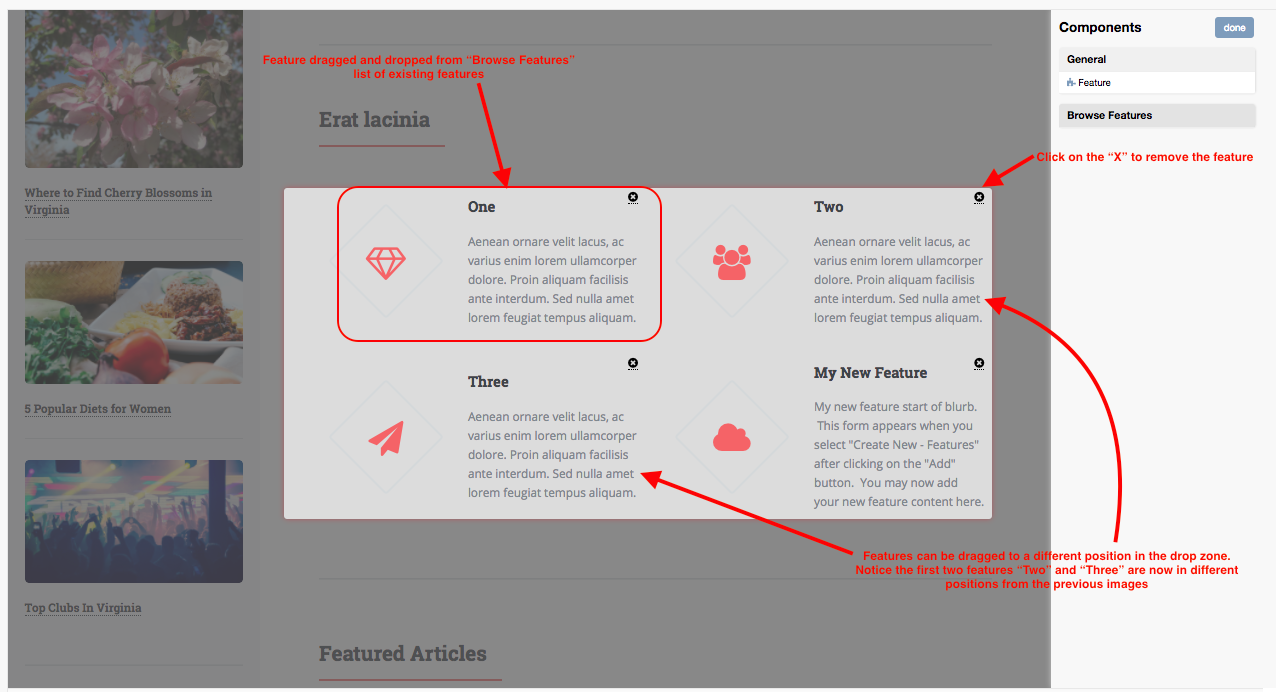 Components
done
General
Feature
Browse Features
Feature dragged and dropped from “Browse Features”
list of existing features
Erat lacinia
Click on the “X” to remove the feature
Where to Find Cherry Blossoms in
Virginia
5 Popular Diets for Women
Top Clubs In Virginia
One
Aenean ornare velit lacus, ac
varius enim lorem ullamcorper
dolore. Proin aliquam facilisis
ante interdum. Sed nulla amet
lorem feugiat tempus aliquam.
Two
Aenean ornare velit lacus, ac
varius enim lorem ullamcorper
dolore. Proin aliquam facilisis
ante interdum. Sed nulla amet
lorem feugiat tempus aliquam.
Three
Aenean ornare velit lacus, ac
varius enim lorem ullamcorper
dolore. Proin aliquam facilisis
ante interdum. Sed nulla amet
lorem feugiat tempus aliquam.
My New Feature
My new feature start of blurb.
This form appears when you
select "Create New - Features"
after clicking on the "Add"
button.  You may now add
your new feature content here.
Features can be dragged to a different position in the drop zone.
Notice the first two features “Two” and “Three” are now in different
positions from the previous images
Featured Articles